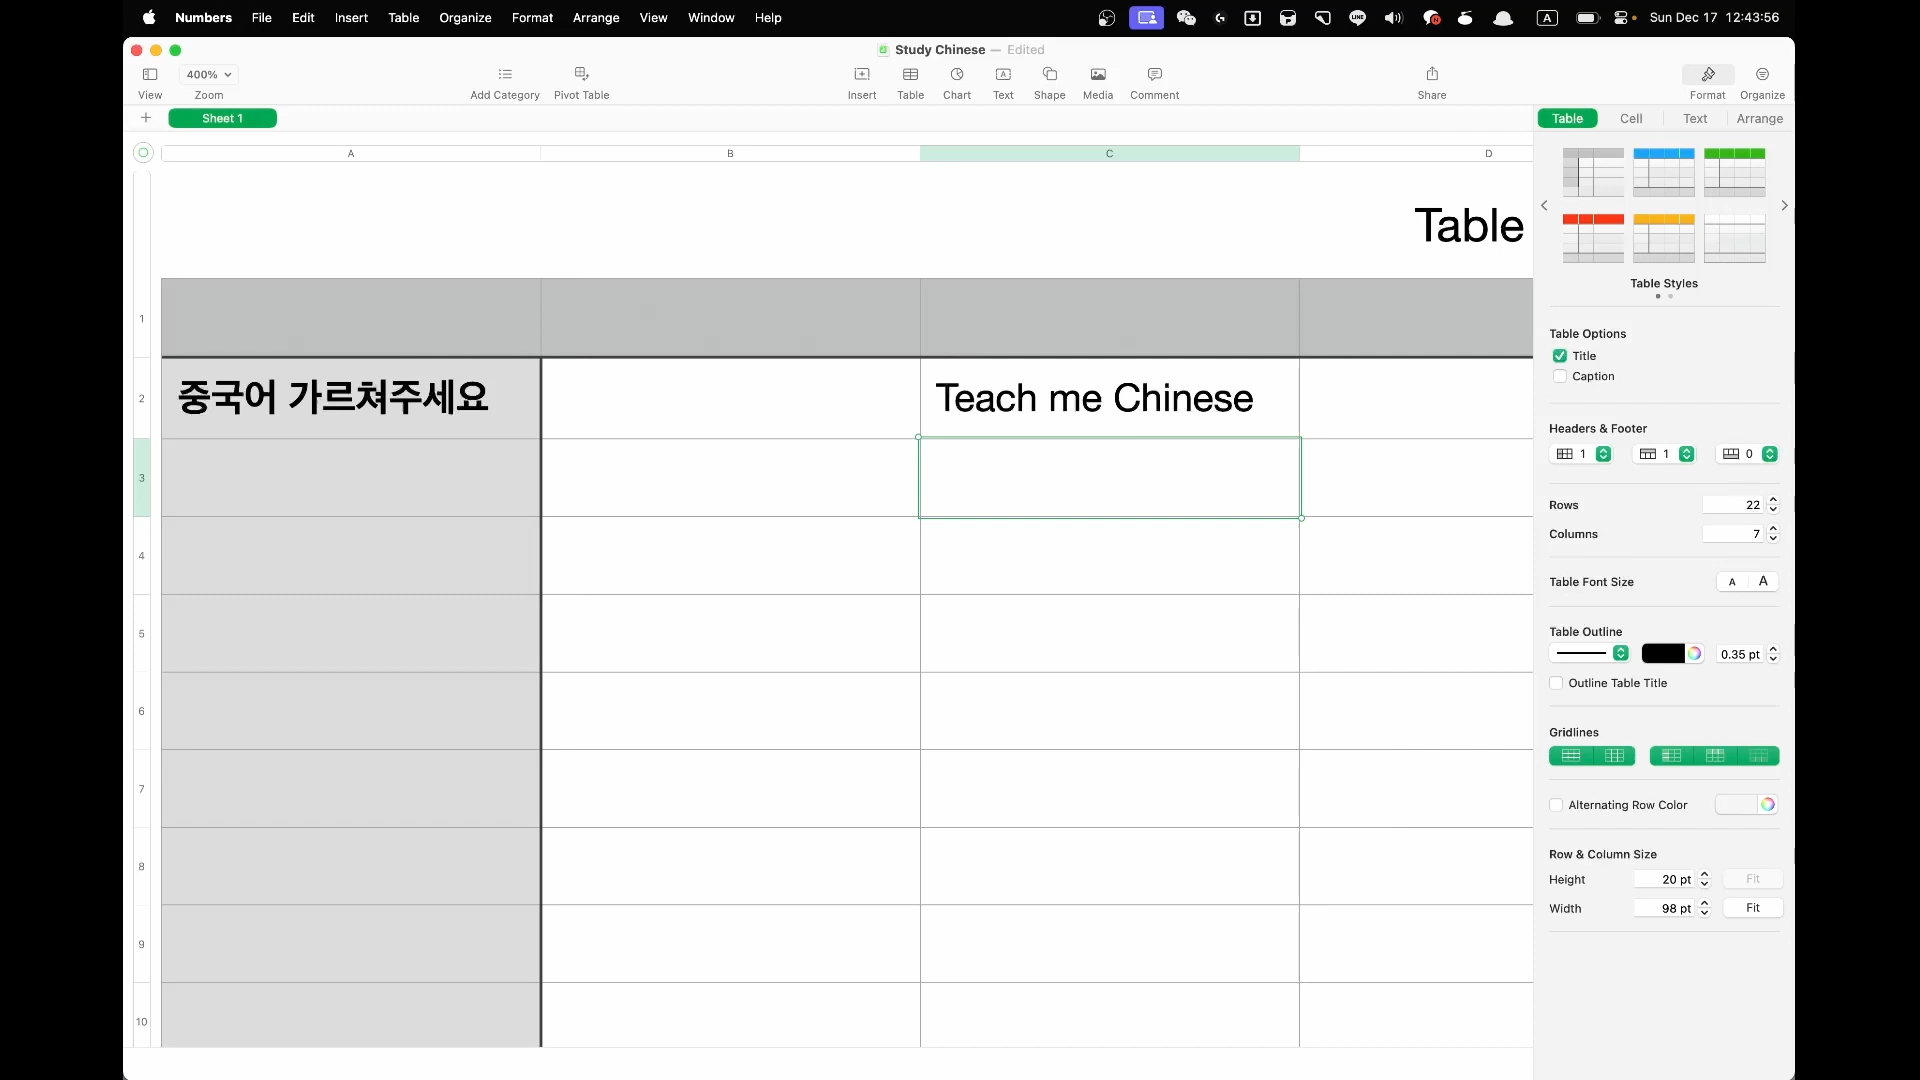 Numbers File Edit Insert Table Organize Format Arrange View Window Help A Sun Dec 17 12:43:56
Study Chinese — Edited
400%
View Zoom Add Category Pivot Table Insert Table Chart Text Shape Media Comment Share Format Organize
Sheet 1
Table Cell Text Arrange
A B C D
Table
Table Styles
1
Table Options
Title
Caption
2 중국어 가르쳐주세요 Teach me Chinese
Headers & Footer
1 1 0
3
Rows 22
Columns 7
4
Table Font Size A A
5
Table Outline
0.35 pt
Outline Table Title
6
Gridlines
7
Alternating Row Color
8
Row & Column Size
Height 20 pt Fit
Width 98 pt Fit
9
10